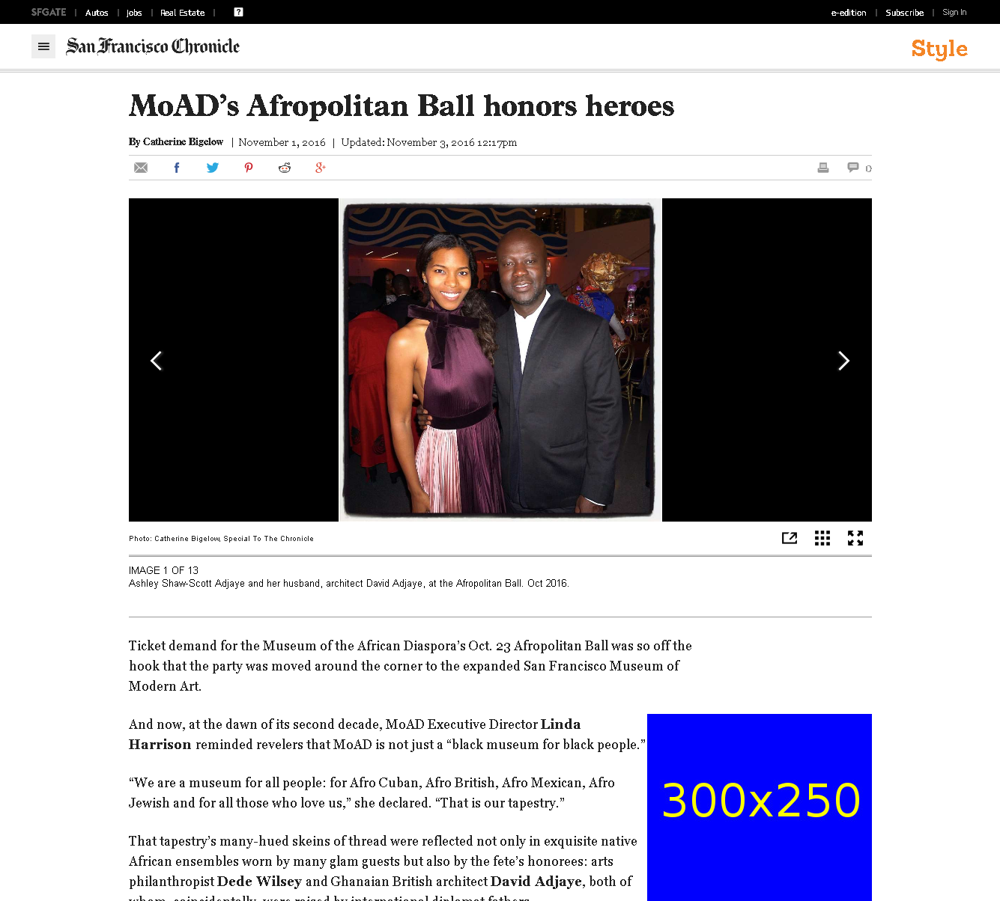 SFGATE | Autos | Jobs | Real Estate | ? e-edition | Subscribe | Sign In
San Francisco Chronicle Style
MoAD’s Afropolitan Ball honors heroes
By Catherine Bigelow | November 1, 2016 | Updated: November 3, 2016 12:17pm
0
Photo: Catherine Bigelow, Special To The Chronicle
IMAGE 1 OF 13
Ashley Shaw-Scott Adjaye and her husband, architect David Adjaye, at the Afropolitan Ball. Oct 2016.
Ticket demand for the Museum of the African Diaspora’s Oct. 23 Afropolitan Ball was so off the
hook that the party was moved around the corner to the expanded San Francisco Museum of
Modern Art.
And now, at the dawn of its second decade, MoAD Executive Director Linda
Harrison reminded revelers that MoAD is not just a “black museum for black people.”
“We are a museum for all people: for Afro Cuban, Afro British, Afro Mexican, Afro
Jewish and for all those who love us,” she declared. “That is our tapestry.”
300x250
That tapestry’s many-hued skeins of thread were reflected not only in exquisite native
African ensembles worn by many glam guests but also by the fete’s honorees: arts
philanthropist Dede Wilsey and Ghanaian British architect David Adjaye, both of
whom, coincidentally, were raised by international diplomat fathers.